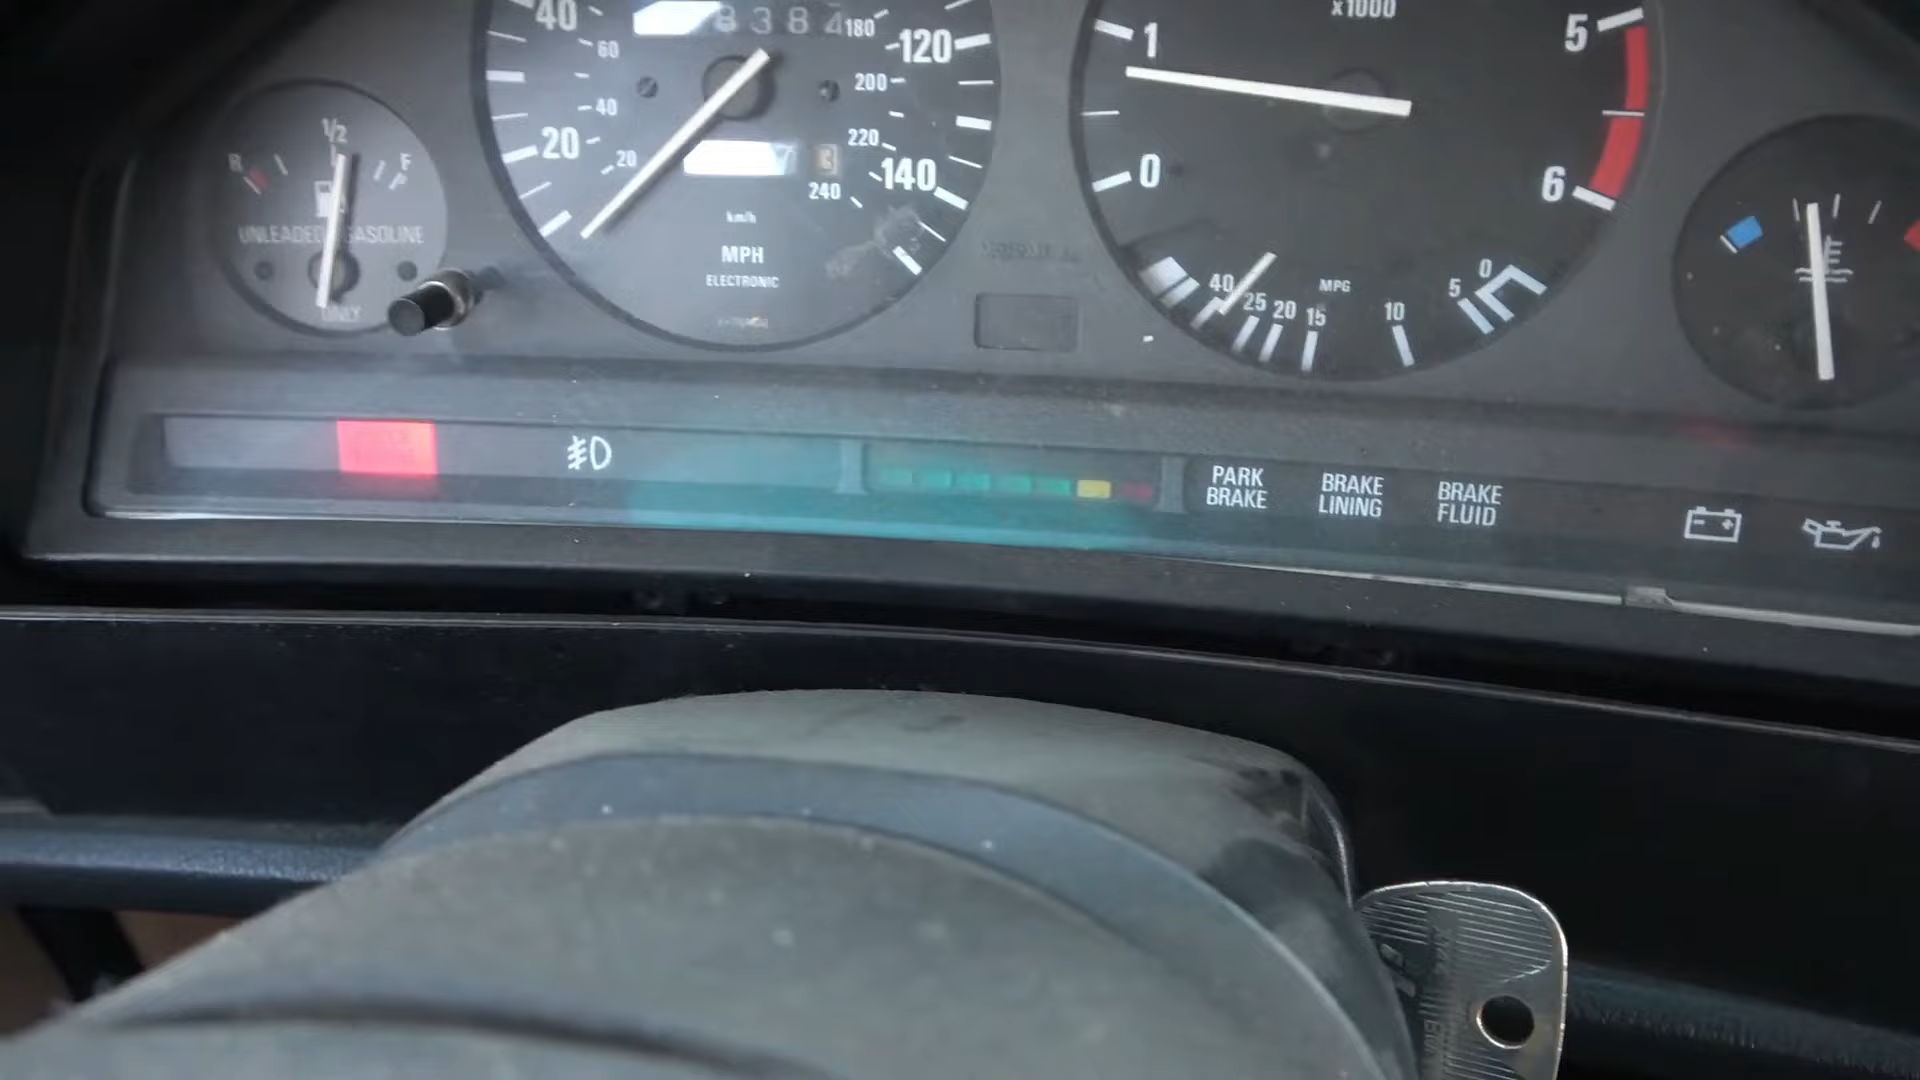 40
60
40
20
20
8384
180
120
200
220
140
240
km/h
MPH
ELECTRONIC
R
1/2
F
UNLEADED GASOLINE
ONLY
x1000
1
0
5
6
40
25
20
15
MPG
10
5
0
PARK
BRAKE
BRAKE
LINING
BRAKE
FLUID